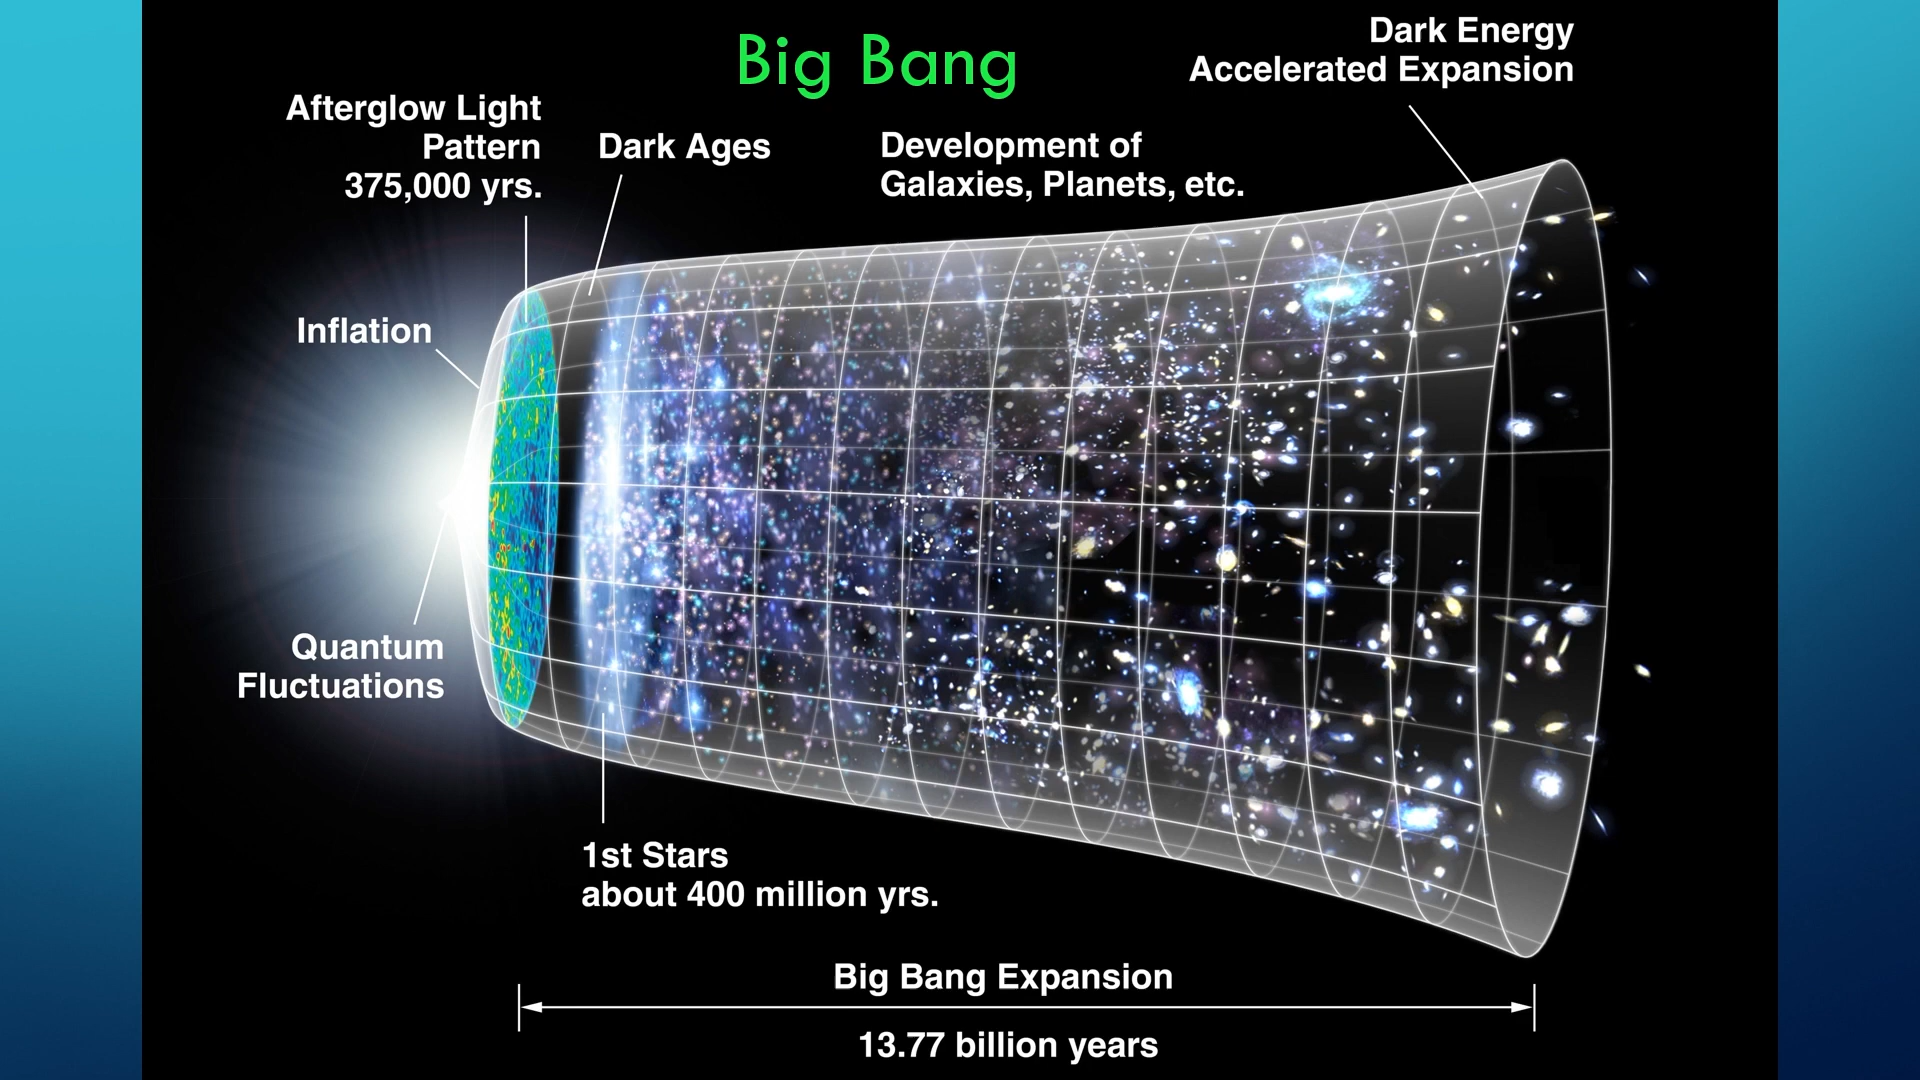 Big Bang
Dark Energy
Accelerated Expansion
Afterglow Light
Pattern
375,000 yrs.
Dark Ages
Development of
Galaxies, Planets, etc.
Inflation
Quantum
Fluctuations
1st Stars
about 400 million yrs.
Big Bang Expansion
13.77 billion years